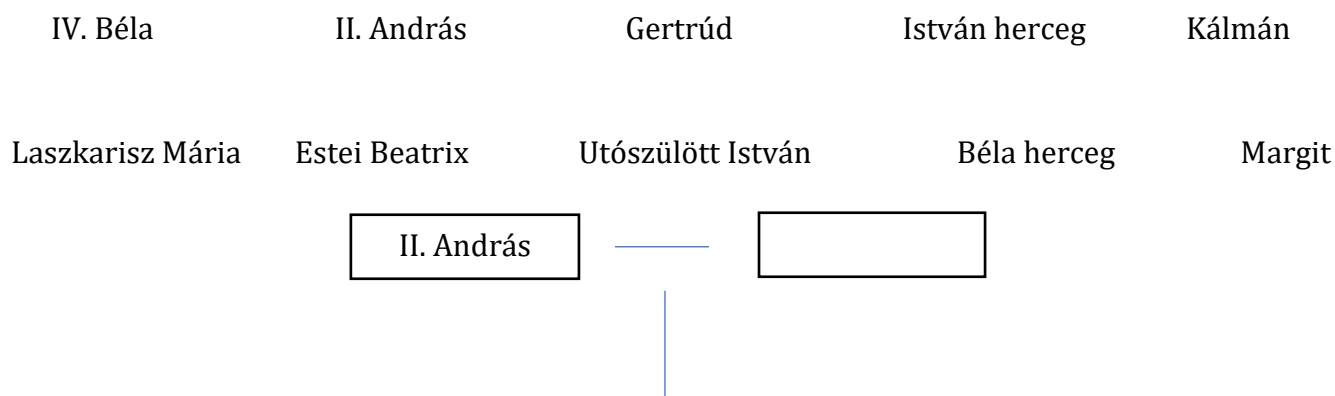 IV. Béla II. András Gertrúd István herceg Kálmán
Laszkarisz Mária Estei Beatrix Utószülött István Béla herceg Margit
II. András